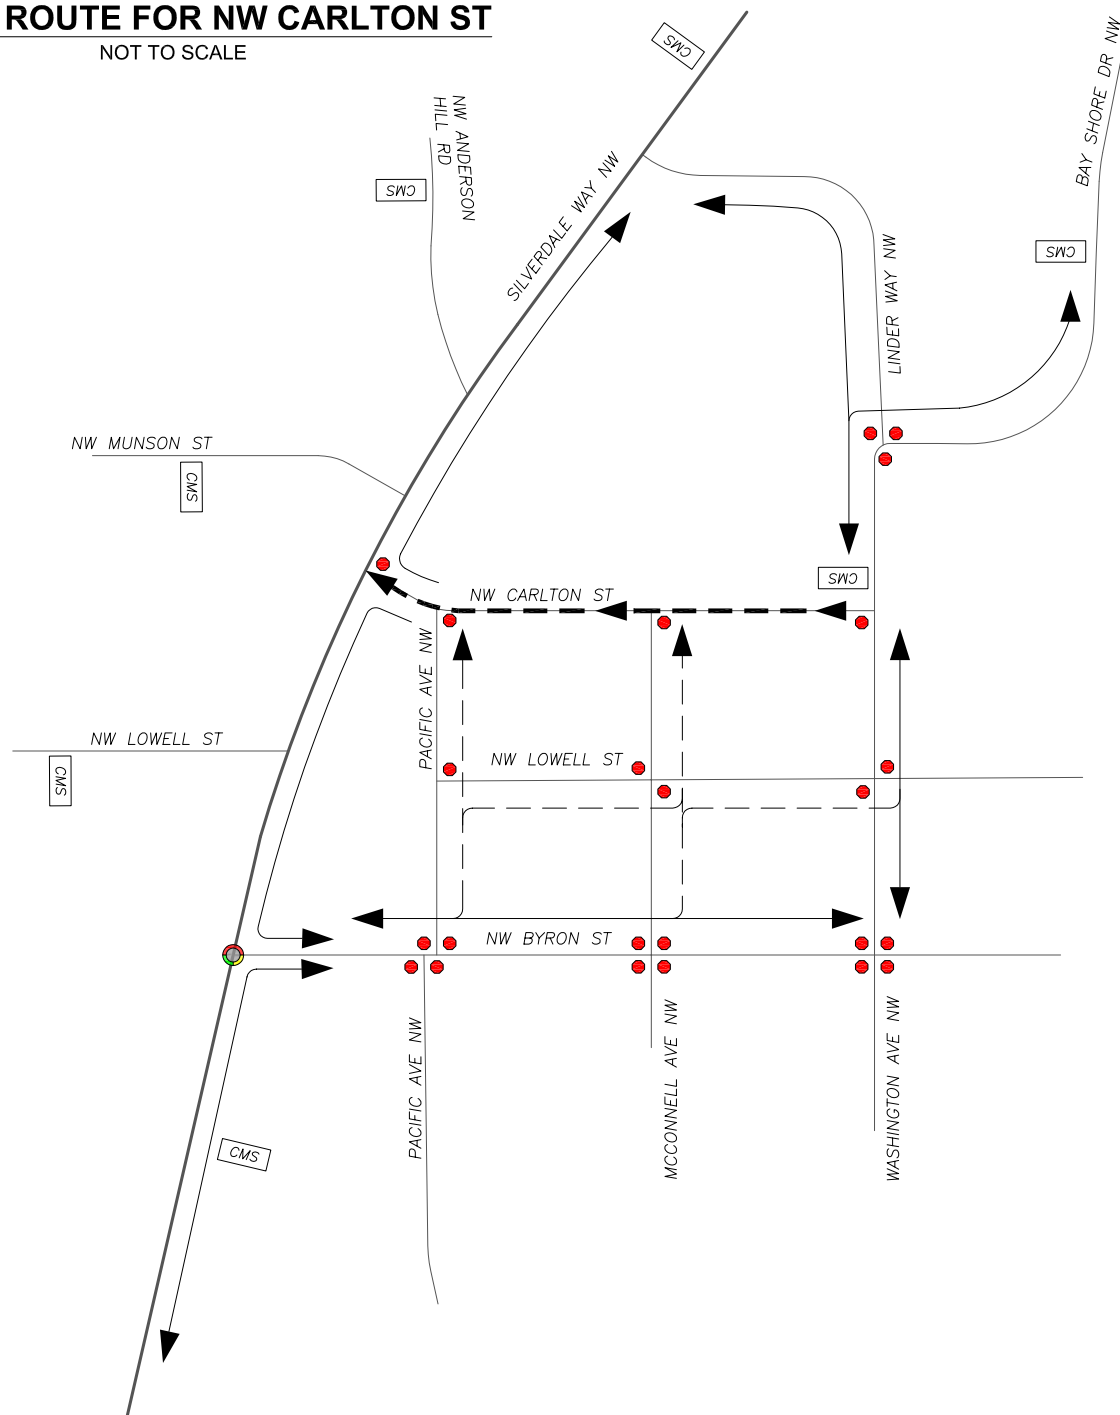 ROUTE FOR NW CARLTON ST
NOT TO SCALE
CMS
BAY SHORE DR NW
NW ANDERSON
HILL RD
CMS
SILVERDALE WAY NW
CMS
LINDER WAY NW
NW MUNSON ST
CMS
CMS
NW CARLTON ST
PACIFIC AVE NW
NW LOWELL ST
NW LOWELL ST
CMS
NW BYRON ST
PACIFIC AVE NW
MCCONNELL AVE NW
WASHINGTON AVE NW
CMS